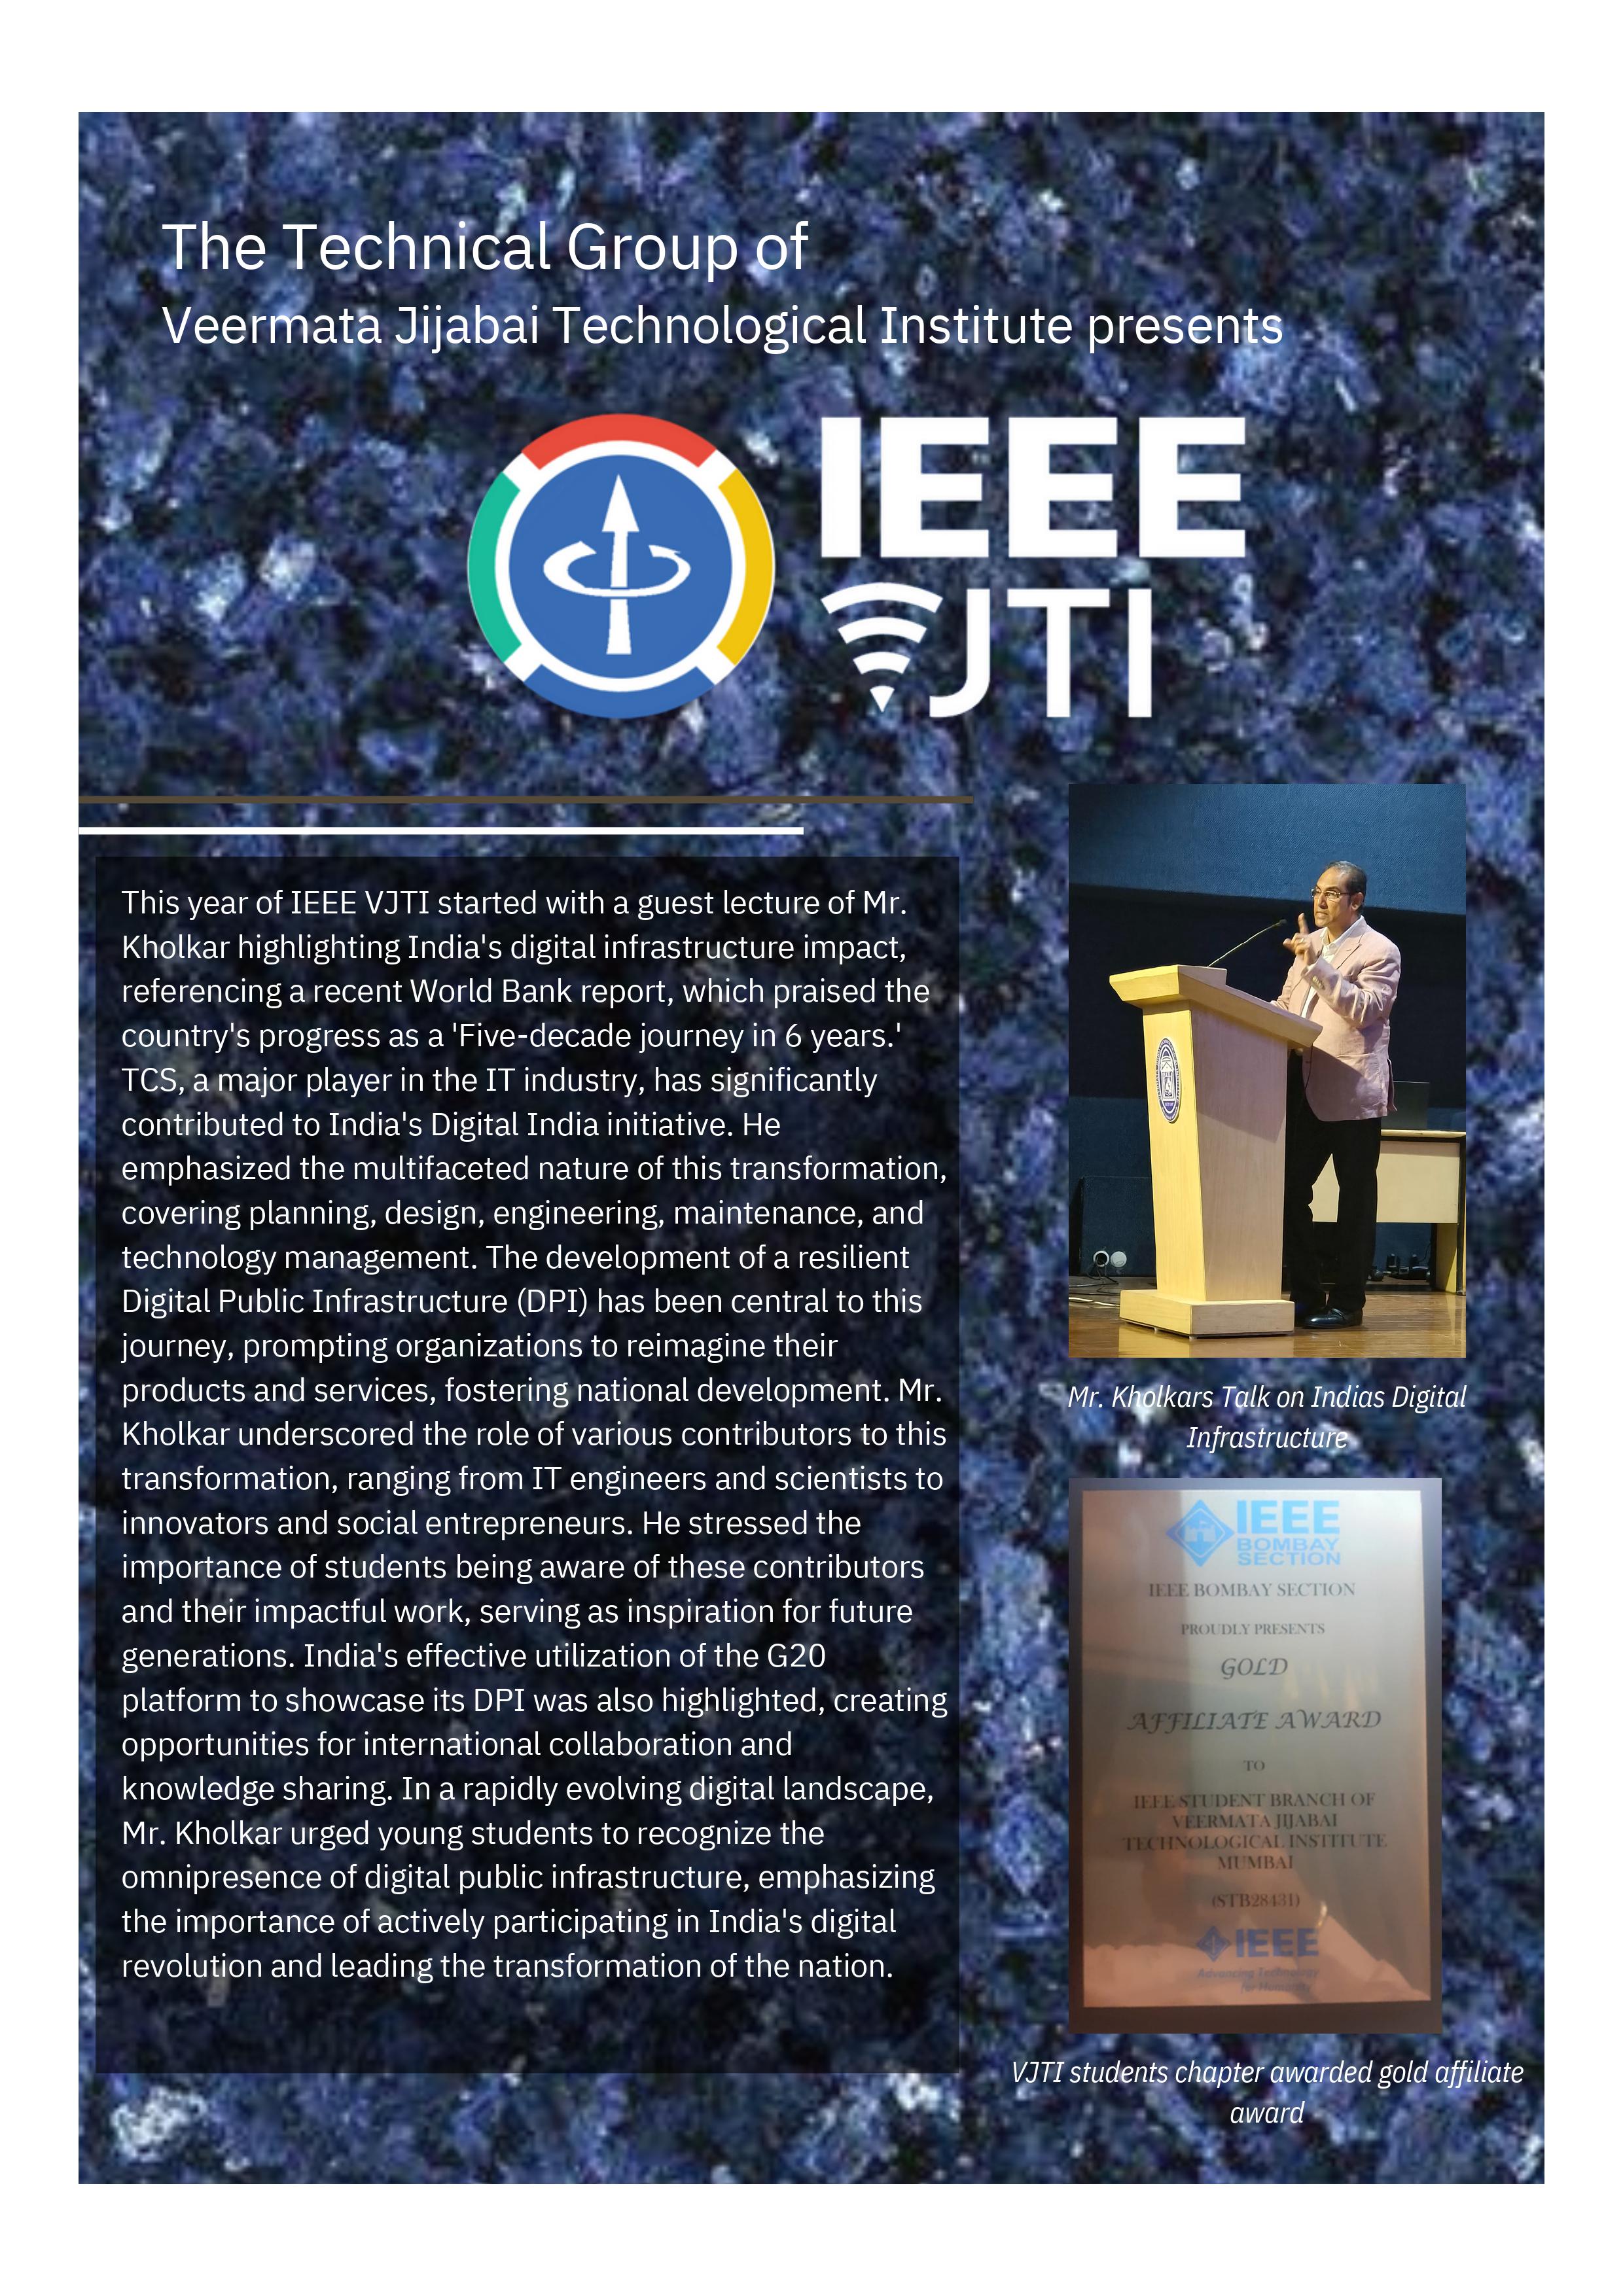 The Technical Group of
Veermata Jijabai Technological Institute presents
IEEE
VJTI
This year of IEEE VJTI started with a guest lecture of Mr.
Kholkar highlighting India's digital infrastructure impact,
referencing a recent World Bank report, which praised the
country's progress as a 'Five-decade journey in 6 years.'
TCS, a major player in the IT industry, has significantly
contributed to India's Digital India initiative. He
emphasized the multifaceted nature of this transformation,
covering planning, design, engineering, maintenance, and
technology management. The development of a resilient
Digital Public Infrastructure (DPI) has been central to this
journey, prompting organizations to reimagine their
products and services, fostering national development. Mr.
Kholkar underscored the role of various contributors to this
transformation, ranging from IT engineers and scientists to
innovators and social entrepreneurs. He stressed the
importance of students being aware of these contributors
and their impactful work, serving as inspiration for future
generations. India's effective utilization of the G20
platform to showcase its DPI was also highlighted, creating
opportunities for international collaboration and
knowledge sharing. In a rapidly evolving digital landscape,
Mr. Kholkar urged young students to recognize the
omnipresence of digital public infrastructure, emphasizing
the importance of actively participating in India's digital
revolution and leading the transformation of the nation.
Mr. Kholkars Talk on Indias Digital
Infrastructure
IEEE
BOMBAY
SECTION
IEEE BOMBAY SECTION
PROUDLY PRESENTS
GOLD
AFFILIATE AWARD
TO
IEEE STUDENT BRANCH OF
VEERMATA JIJABAI
TECHNOLOGICAL INSTITUTE
MUMBAI
(STB28431)
IEEE
Advancing Technology
for Humanity
VJTI students chapter awarded gold affiliate
award